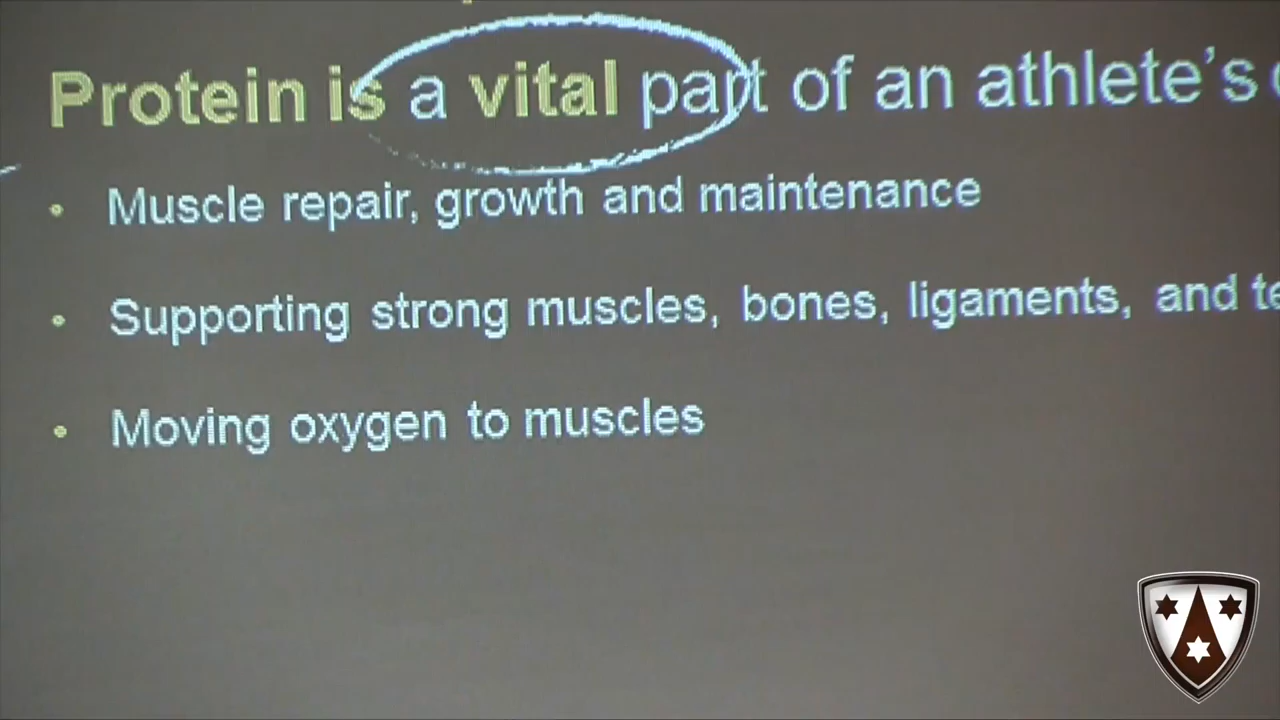 Protein is a vital part of an athlete's
• Muscle repair, growth and maintenance
• Supporting strong muscles, bones, ligaments, and
• Moving oxygen to muscles